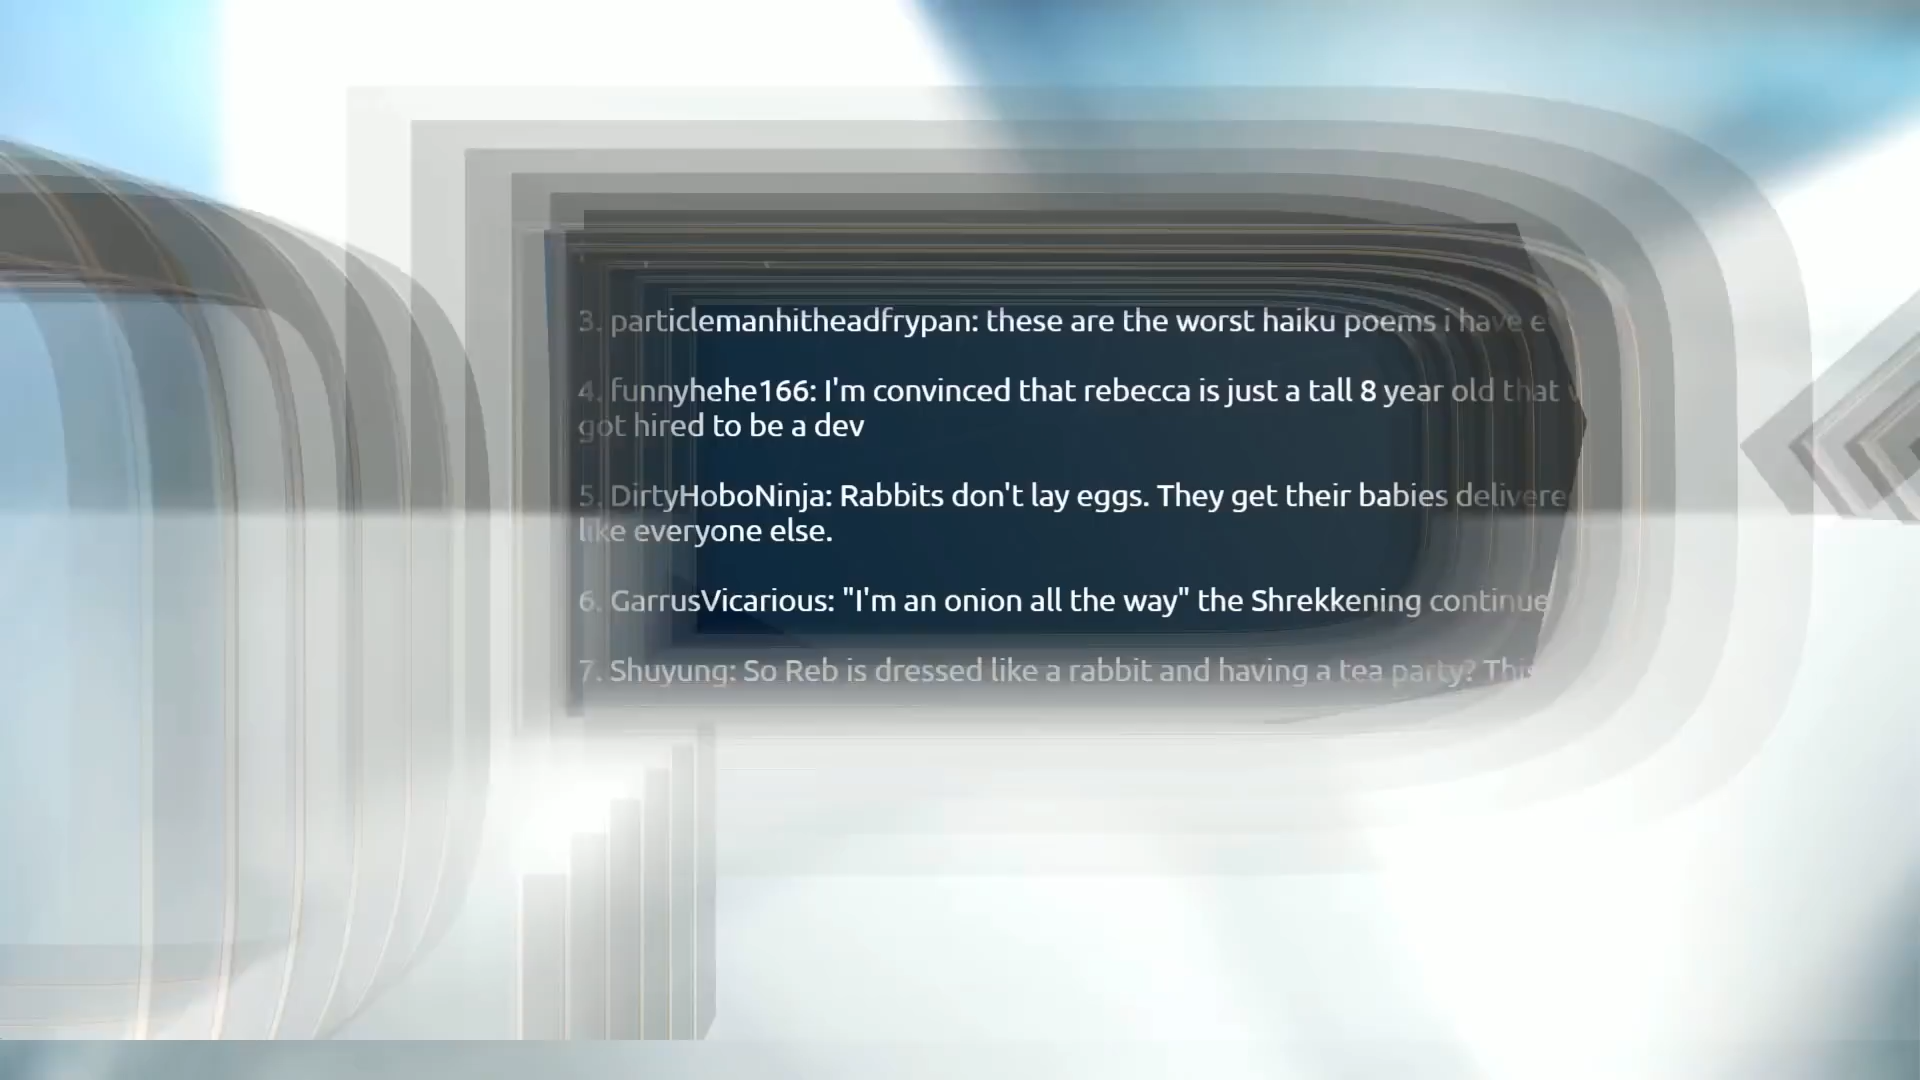 3. particlemanhitheadfrypan: these are the worst haiku poems i have
4. funnyhehe166: I'm convinced that rebecca is just a tall 8 year old that
got hired to be a dev
5. DirtyHoboNinja: Rabbits don't lay eggs. They get their babies delivere
like everyone else.
6. GarrusVicarious: "I'm an onion all the way" the Shrekkening continue
7. Shuyung: So Reb is dressed like a rabbit and having a tea party? This